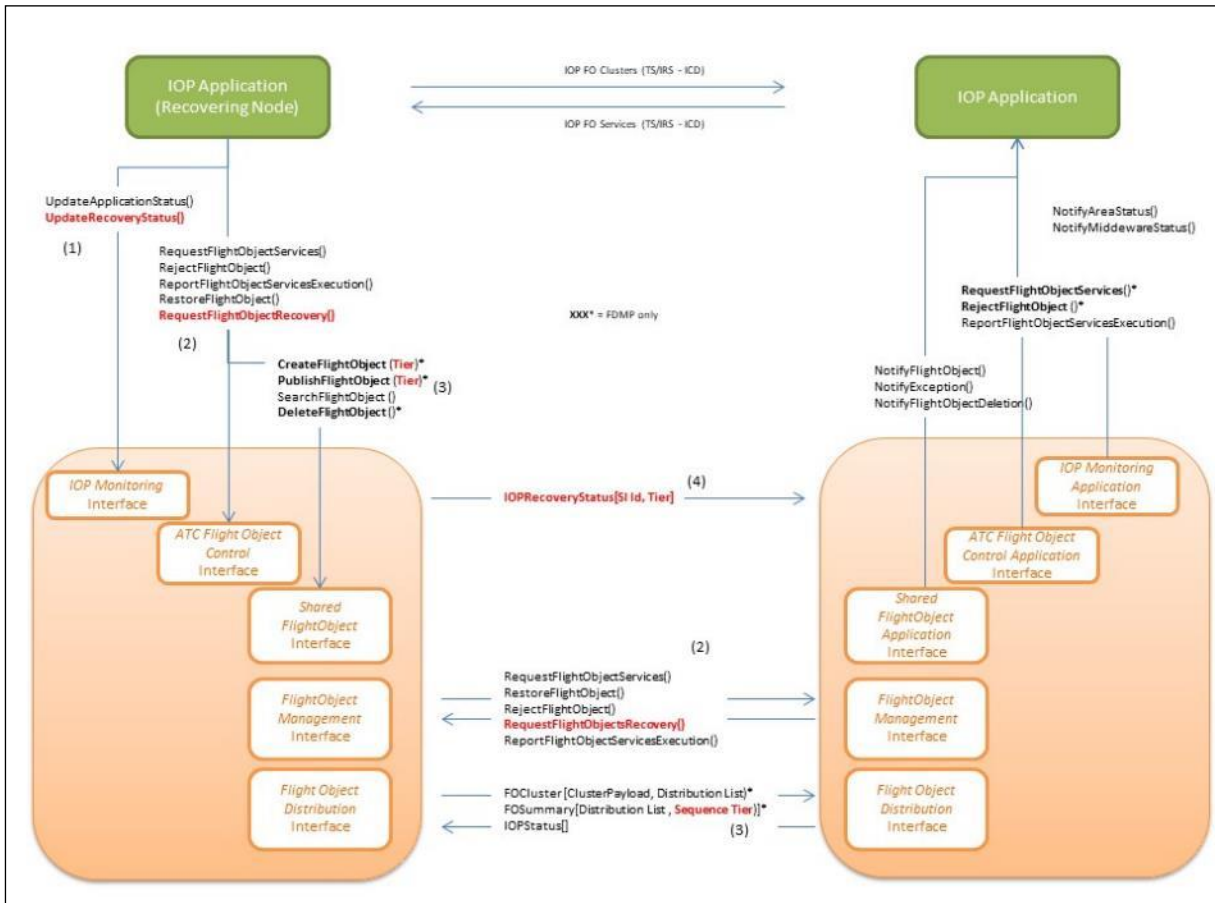 IOP Application
(Recovering Node)
IOP FO Clusters (TS/IRS - ICD)
IOP FO Services (TS/IRS - ICD)
IOP Application
UpdateApplicationStatus()
UpdateRecoveryStatus()
(1)
RequestFlightObjectServices()
RejectFlightObject()
ReportFlightObjectServicesExecution()
RestoreFlightObject()
RequestFlightObjectRecovery()
(2)
XXX* = FDMP only
NotifyAreaStatus()
NotifyMiddewareStatus()
RequestFlightObjectServices()*
RejectFlightObject ()*
ReportFlightObjectServicesExecution()
CreateFlightObject (Tier)*
PublishFlightObject (Tier)*
SearchFlightObject ()
DeleteFlightObject ()*
(3)
NotifyFlightObject()
NotifyException()
NotifyFlightObjectDeletion()
IOP Monitoring
Interface
ATC Flight Object
Control
Interface
Shared
FlightObject
Interface
FlightObject
Management
Interface
Flight Object
Distribution
Interface
IOPRecoveryStatus[SI Id, Tier]
(4)
(2)
RequestFlightObjectServices()
RestoreFlightObject()
RejectFlightObject()
RequestFlightObjectsRecovery()
ReportFlightObjectServicesExecution()
FOCluster [ClusterPayload, Distribution List)*
FOSummary[Distribution List , Sequence Tier)]*
IOPStatus[]
(3)
IOP Monitoring
Application
Interface
ATC Flight Object
Control Application
Interface
Shared
FlightObject
Application
Interface
FlightObject
Management
Interface
Flight Object
Distribution
Interface